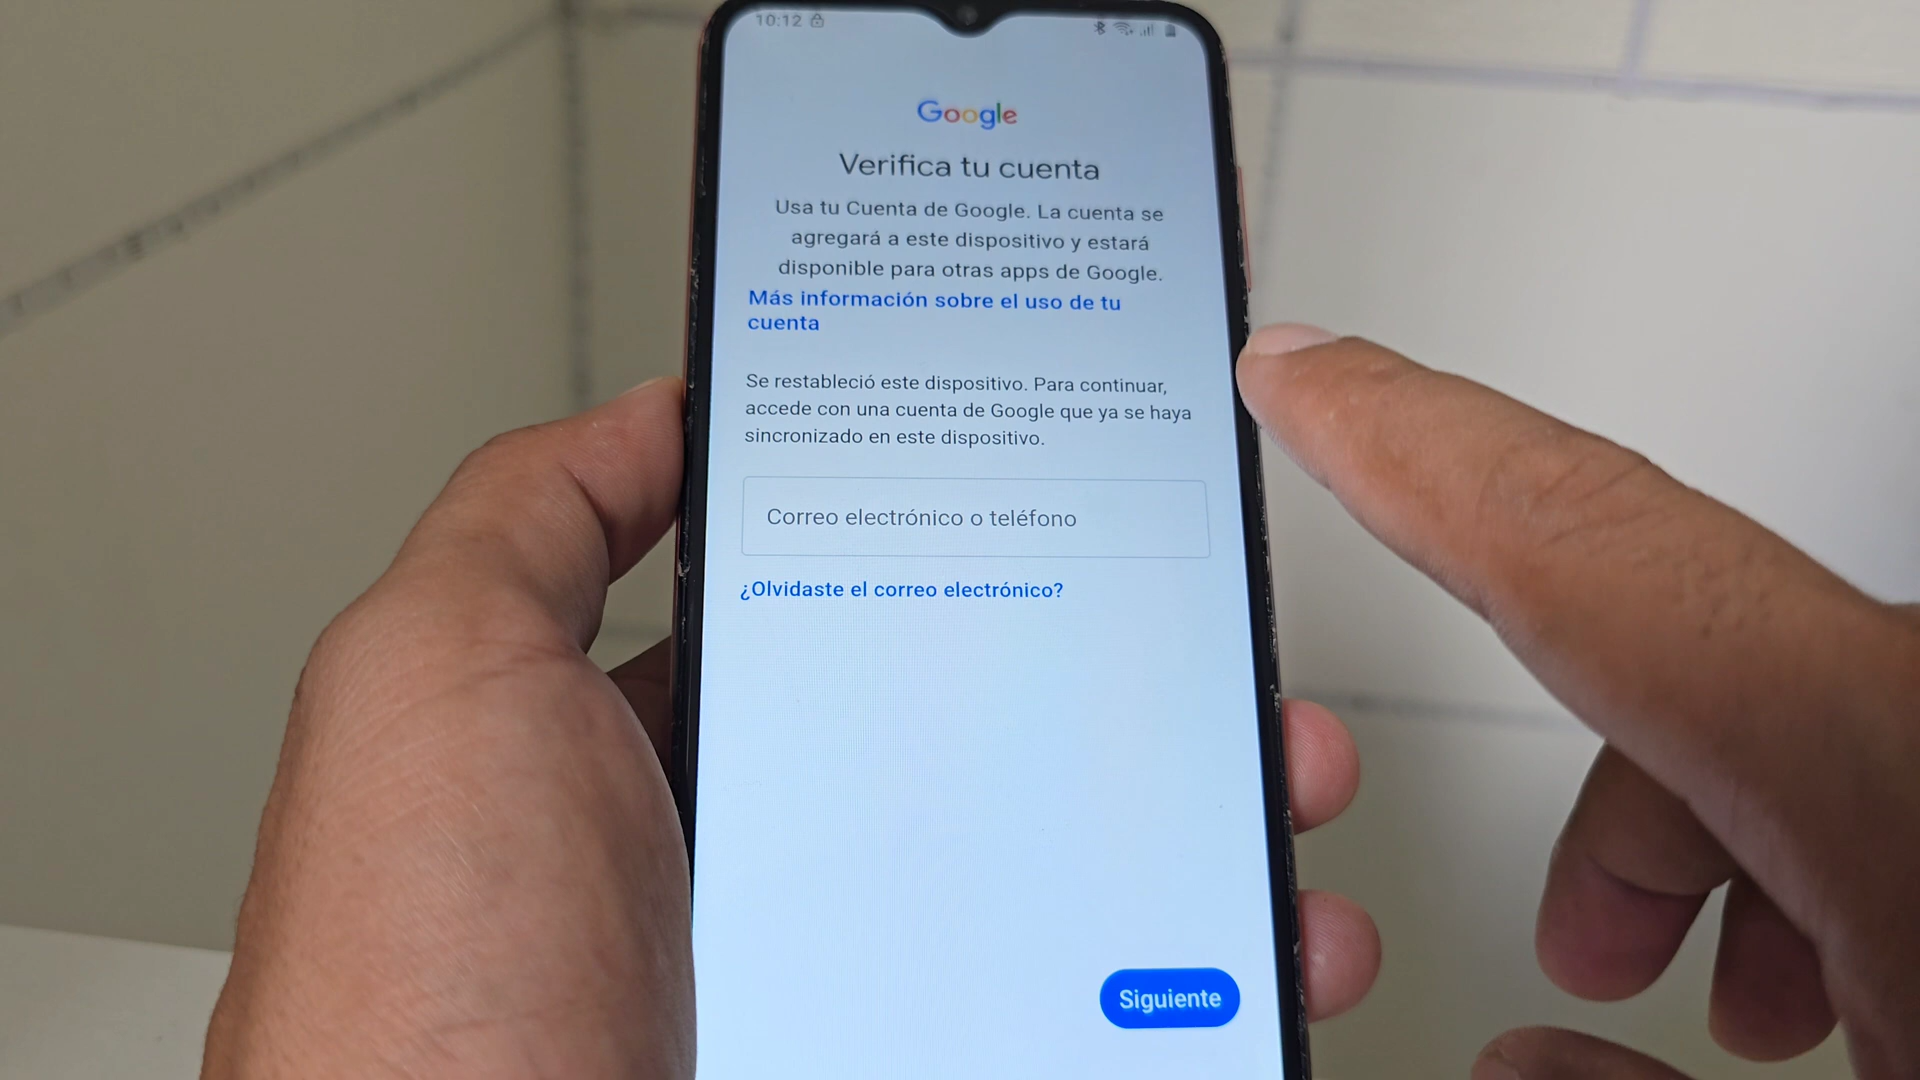 10:12
Google
Verifica tu cuenta
Usa tu Cuenta de Google. La cuenta se
agregará a este dispositivo y estará
disponible para otras apps de Google.
Más información sobre el uso de tu
cuenta
Se restableció este dispositivo. Para continuar,
accede con una cuenta de Google que ya se haya
sincronizado en este dispositivo.
Correo electrónico o teléfono
¿Olvidaste el correo electrónico?
Siguiente